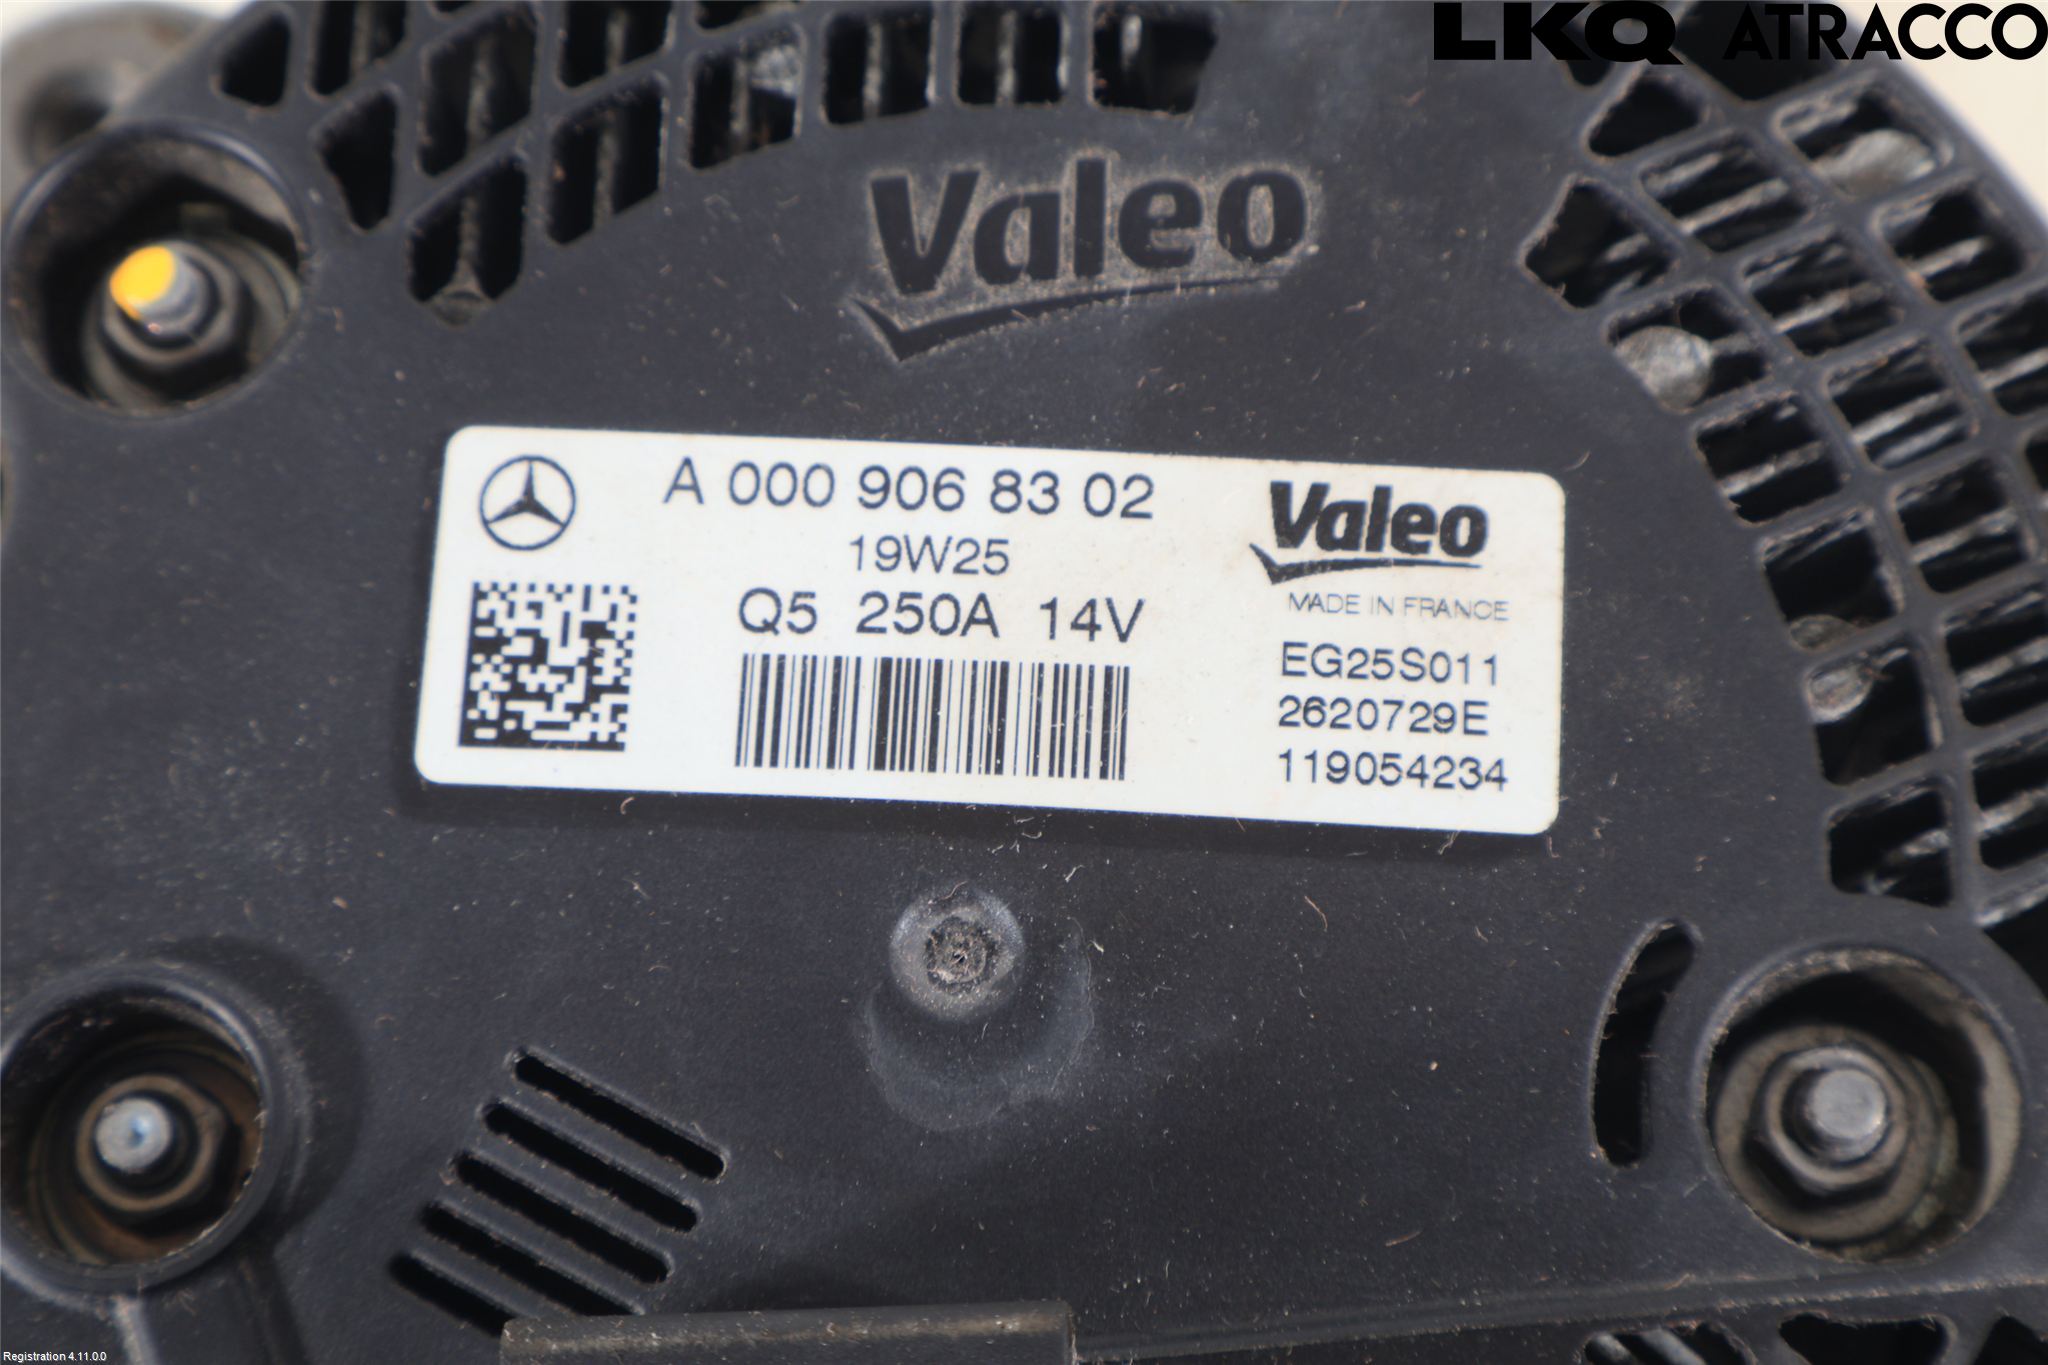 LKQ ATRACCO
Valeo
A 000 906 83 02
19W25
Q5 250A 14V
Valeo
MADE IN FRANCE
EG25S011
2620729E
119054234
Registration 4.11.0.0